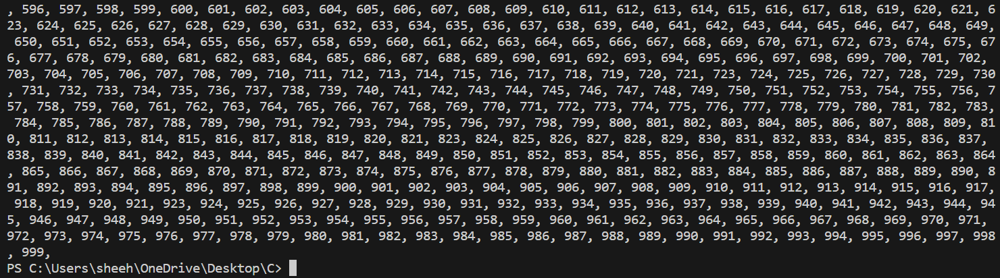 , 596, 597, 598, 599, 600, 601, 602, 603, 604, 605, 606, 607, 608, 609, 610, 611, 612, 613, 614, 615, 616, 617, 618, 619, 620, 621, 6
23, 624, 625, 626, 627, 628, 629, 630, 631, 632, 633, 634, 635, 636, 637, 638, 639, 640, 641, 642, 643, 644, 645, 646, 647, 648, 649,
650, 651, 652, 653, 654, 655, 656, 657, 658, 659, 660, 661, 662, 663, 664, 665, 666, 667, 668, 669, 670, 671, 672, 673, 674, 675, 67
6, 677, 678, 679, 680, 681, 682, 683, 684, 685, 686, 687, 688, 689, 690, 691, 692, 693, 694, 695, 696, 697, 698, 699, 700, 701, 702,
703, 704, 705, 706, 707, 708, 709, 710, 711, 712, 713, 714, 715, 716, 717, 718, 719, 720, 721, 723, 724, 725, 726, 727, 728, 729, 730
, 731, 732, 733, 734, 735, 736, 737, 738, 739, 740, 741, 742, 743, 744, 745, 746, 747, 748, 749, 750, 751, 752, 753, 754, 755, 756, 7
57, 758, 759, 760, 761, 762, 763, 764, 765, 766, 767, 768, 769, 770, 771, 772, 773, 774, 775, 776, 777, 778, 779, 780, 781, 782, 783,
784, 785, 786, 787, 788, 789, 790, 791, 792, 793, 794, 795, 796, 797, 798, 799, 800, 801, 802, 803, 804, 805, 806, 807, 808, 809, 81
0, 811, 812, 813, 814, 815, 816, 817, 818, 819, 820, 821, 823, 824, 825, 826, 827, 828, 829, 830, 831, 832, 833, 834, 835, 836, 837,
838, 839, 840, 841, 842, 843, 844, 845, 846, 847, 848, 849, 850, 851, 852, 853, 854, 855, 856, 857, 858, 859, 860, 861, 862, 863, 864
, 865, 866, 867, 868, 869, 870, 871, 872, 873, 874, 875, 876, 877, 878, 879, 880, 881, 882, 883, 884, 885, 886, 887, 888, 889, 890, 8
91, 892, 893, 894, 895, 896, 897, 898, 899, 900, 901, 902, 903, 904, 905, 906, 907, 908, 909, 910, 911, 912, 913, 914, 915, 916, 917,
918, 919, 920, 921, 923, 924, 925, 926, 927, 928, 929, 930, 931, 932, 933, 934, 935, 936, 937, 938, 939, 940, 941, 942, 943, 944, 94
5, 946, 947, 948, 949, 950, 951, 952, 953, 954, 955, 956, 957, 958, 959, 960, 961, 962, 963, 964, 965, 966, 967, 968, 969, 970, 971,
972, 973, 974, 975, 976, 977, 978, 979, 980, 981, 982, 983, 984, 985, 986, 987, 988, 989, 990, 991, 992, 993, 994, 995, 996, 997, 998
, 999,
PS C:\Users\sheeh\OneDrive\Desktop\C>